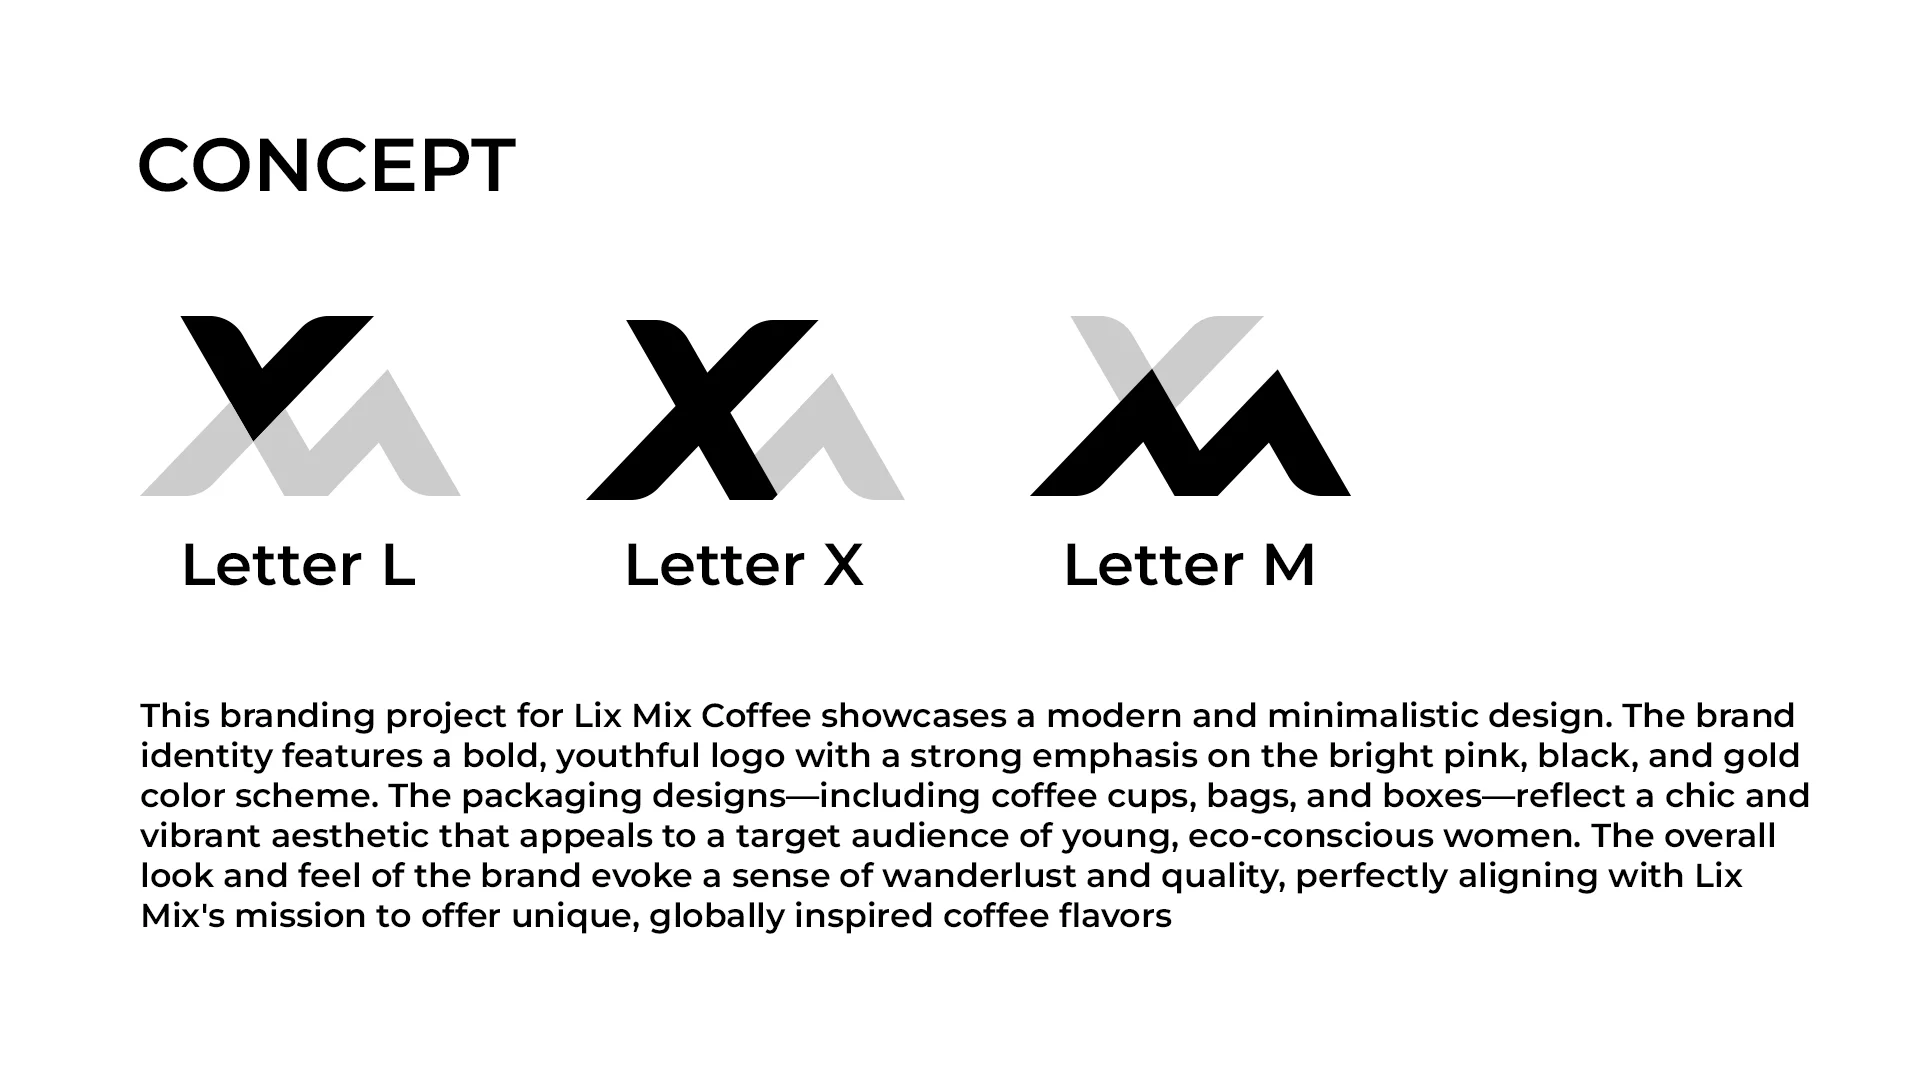 CONCEPT
Letter L
Letter X
Letter M
This branding project for Lix Mix Coffee showcases a modern and minimalistic design. The brand
identity features a bold, youthful logo with a strong emphasis on the bright pink, black, and gold
color scheme. The packaging designs—including coffee cups, bags, and boxes—reflect a chic and
vibrant aesthetic that appeals to a target audience of young, eco-conscious women. The overall
look and feel of the brand evoke a sense of wanderlust and quality, perfectly aligning with Lix
Mix's mission to offer unique, globally inspired coffee flavors